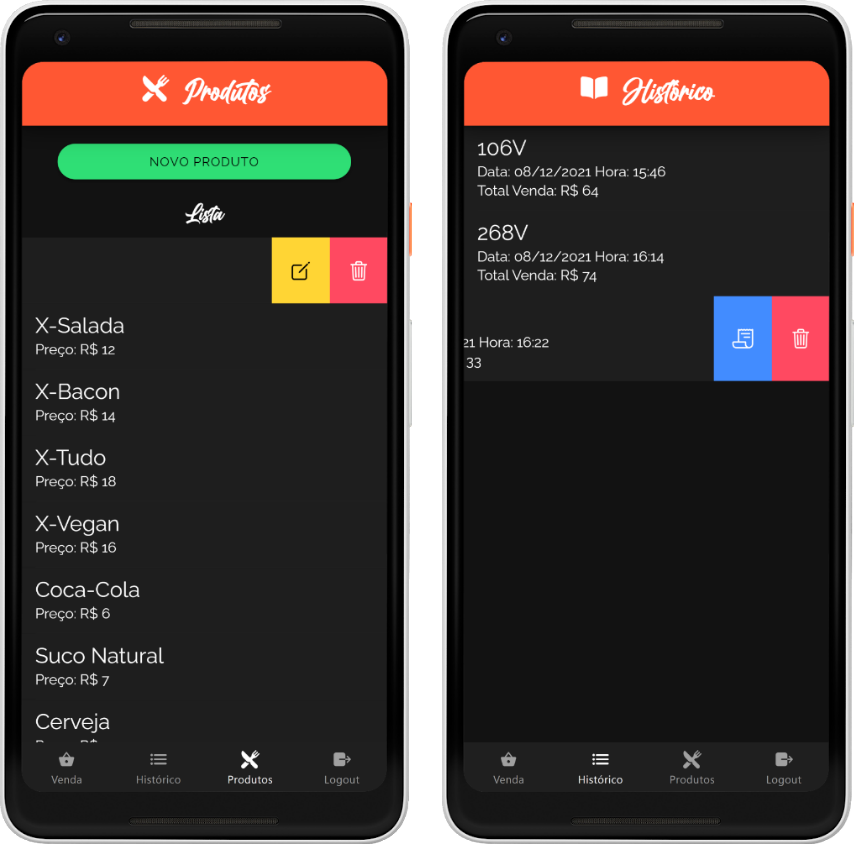 Produtos
NOVO PRODUTO
Lista
X-Salada
Preço: R$ 12
X-Bacon
Preço: R$ 14
X-Tudo
Preço: R$ 18
X-Vegan
Preço: R$ 16
Coca-Cola
Preço: R$ 6
Suco Natural
Preço: R$ 7
Cerveja
Venda Histórico Produtos Logout
Histórico
106V
Data: 08/12/2021 Hora: 15:46
Total Venda: R$ 64
268V
Data: 08/12/2021 Hora: 16:14
Total Venda: R$ 74
21 Hora: 16:22
33
Venda Histórico Produtos Logout